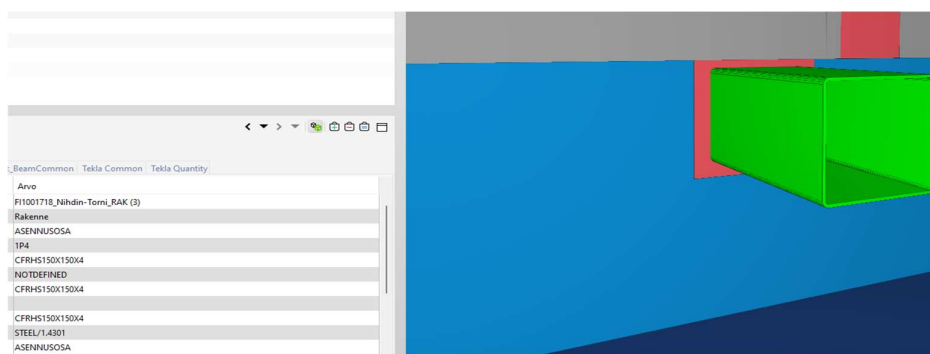 _BeamCommon Tekla Common Tekla Quantity
Arvo
FI1001718_Nihdin-Torni_RAK (3)
Rakenne
ASENNUSOSA
1P4
CFRHS150X150X4
NOTDEFINED
CFRHS150X150X4
CFRHS150X150X4
STEEL/1.4301
ASENNUSOSA